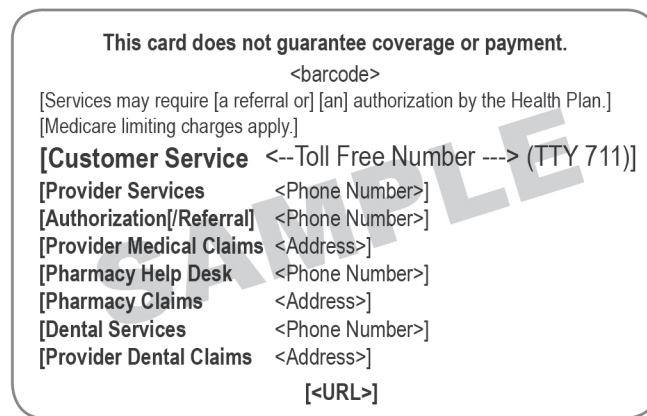 This card does not guarantee coverage or payment.
<barcode>
[Services may require [a referral or] [an] authorization by the Health Plan.]
[Medicare limiting charges apply.]
[Customer Service <--Toll Free Number ---> (TTY 711)]
[Provider Services <Phone Number>]
[Authorization[/Referral] <Phone Number>]
[Provider Medical Claims <Address>]
[Pharmacy Help Desk <Phone Number>]
[Pharmacy Claims <Address>]
[Dental Services <Phone Number>]
[Provider Dental Claims <Address>]
[<URL>]
SAMPLE